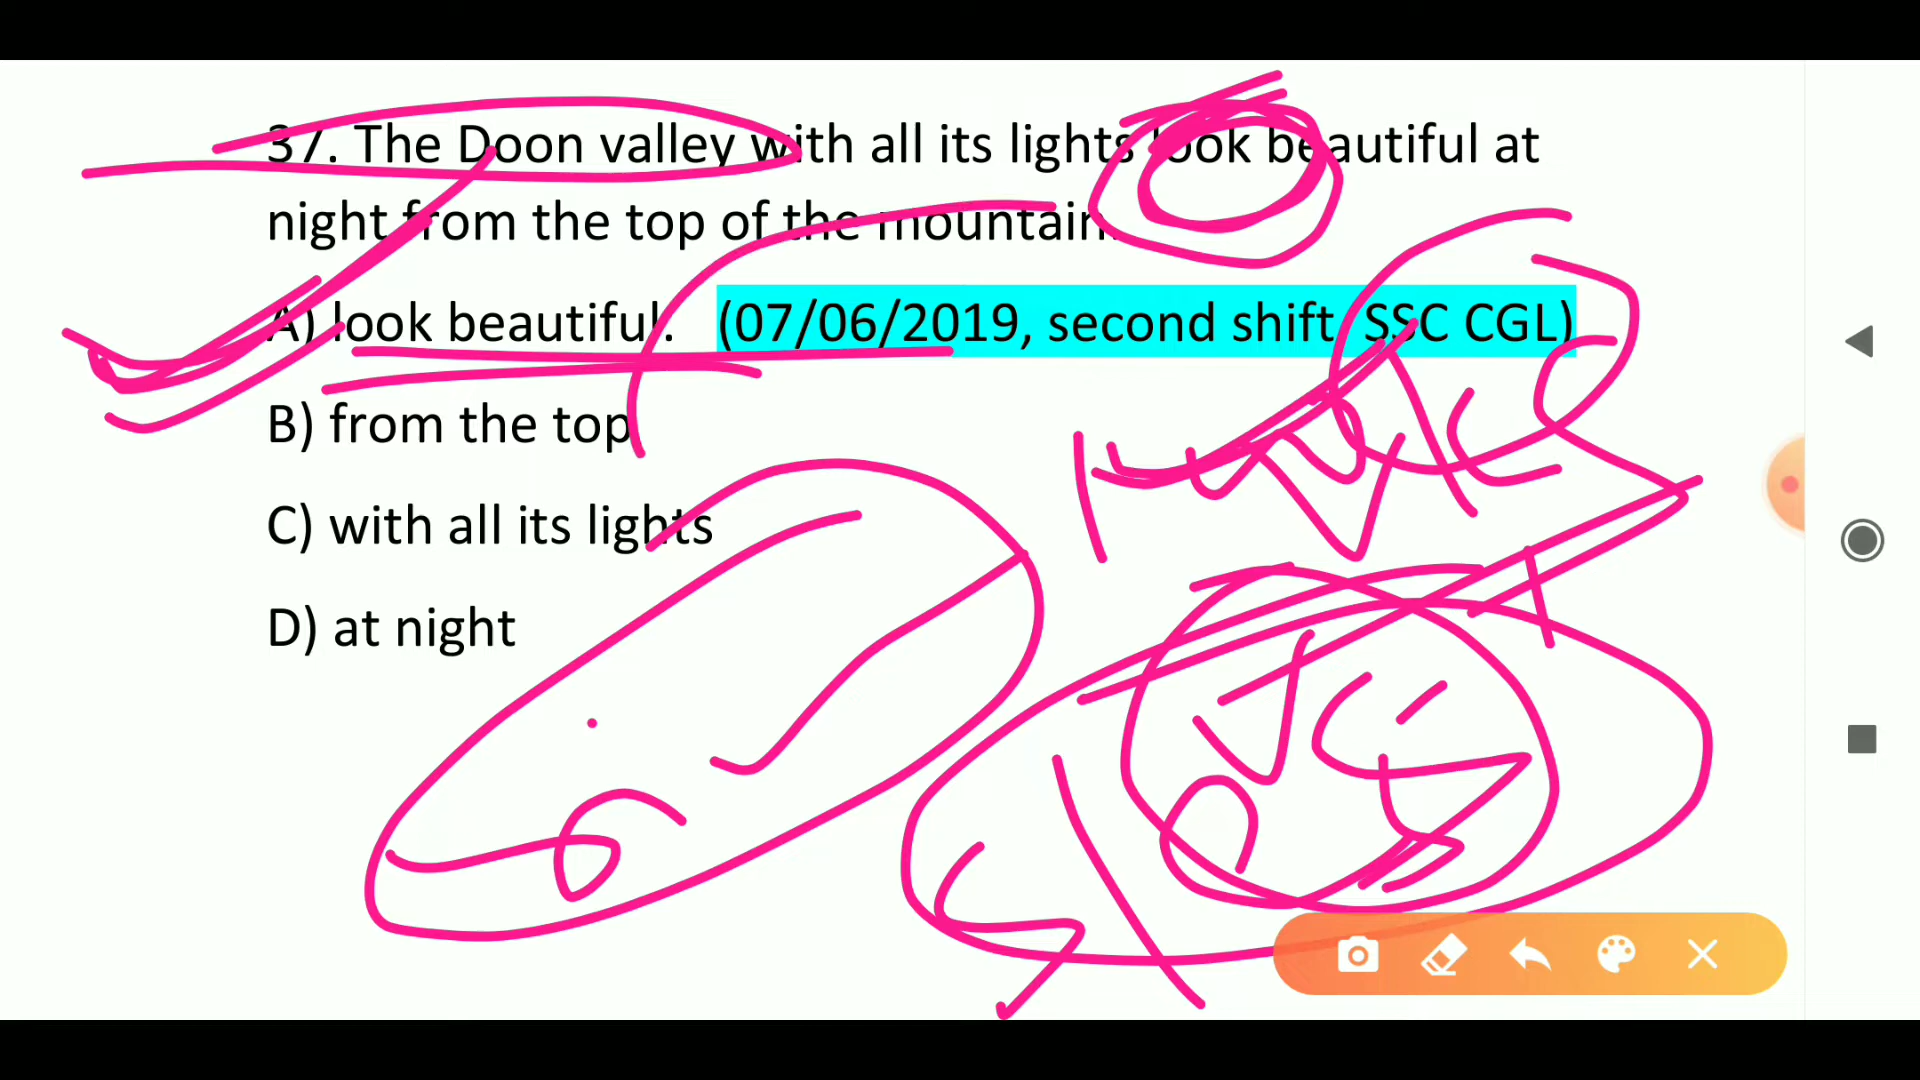 37. The Doon valley with all its lights look beautiful at
night from the top of the mountain.
A) look beautiful. (07/06/2019, second shift, SSC CGL)
B) from the top
C) with all its lights
D) at night